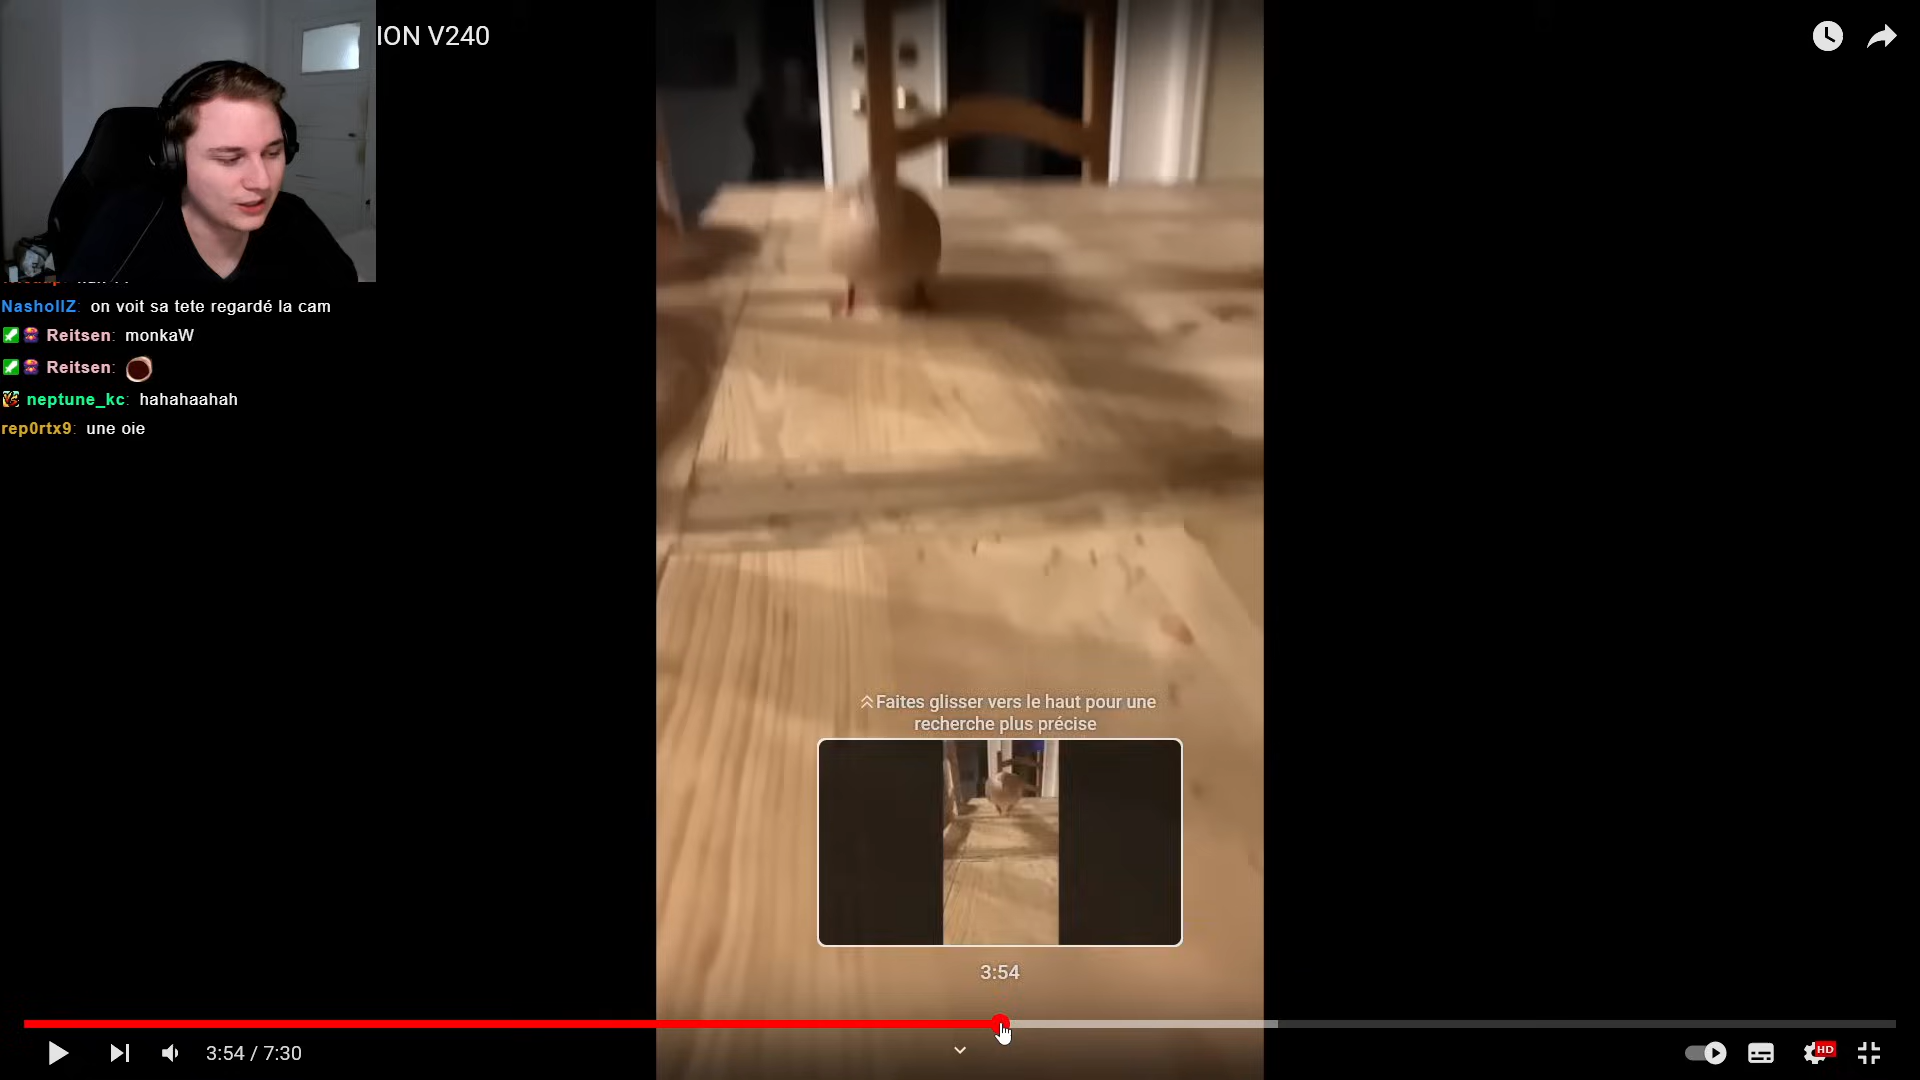 ION V240
NashollZ: on voit sa tete regardé la cam
Reitsen: monkaW
Reitsen:
neptune_kc: hahahaahah
rep0rtx9: une oie
Faites glisser vers le haut pour une
recherche plus précise
3:54
3:54 / 7:30
HD